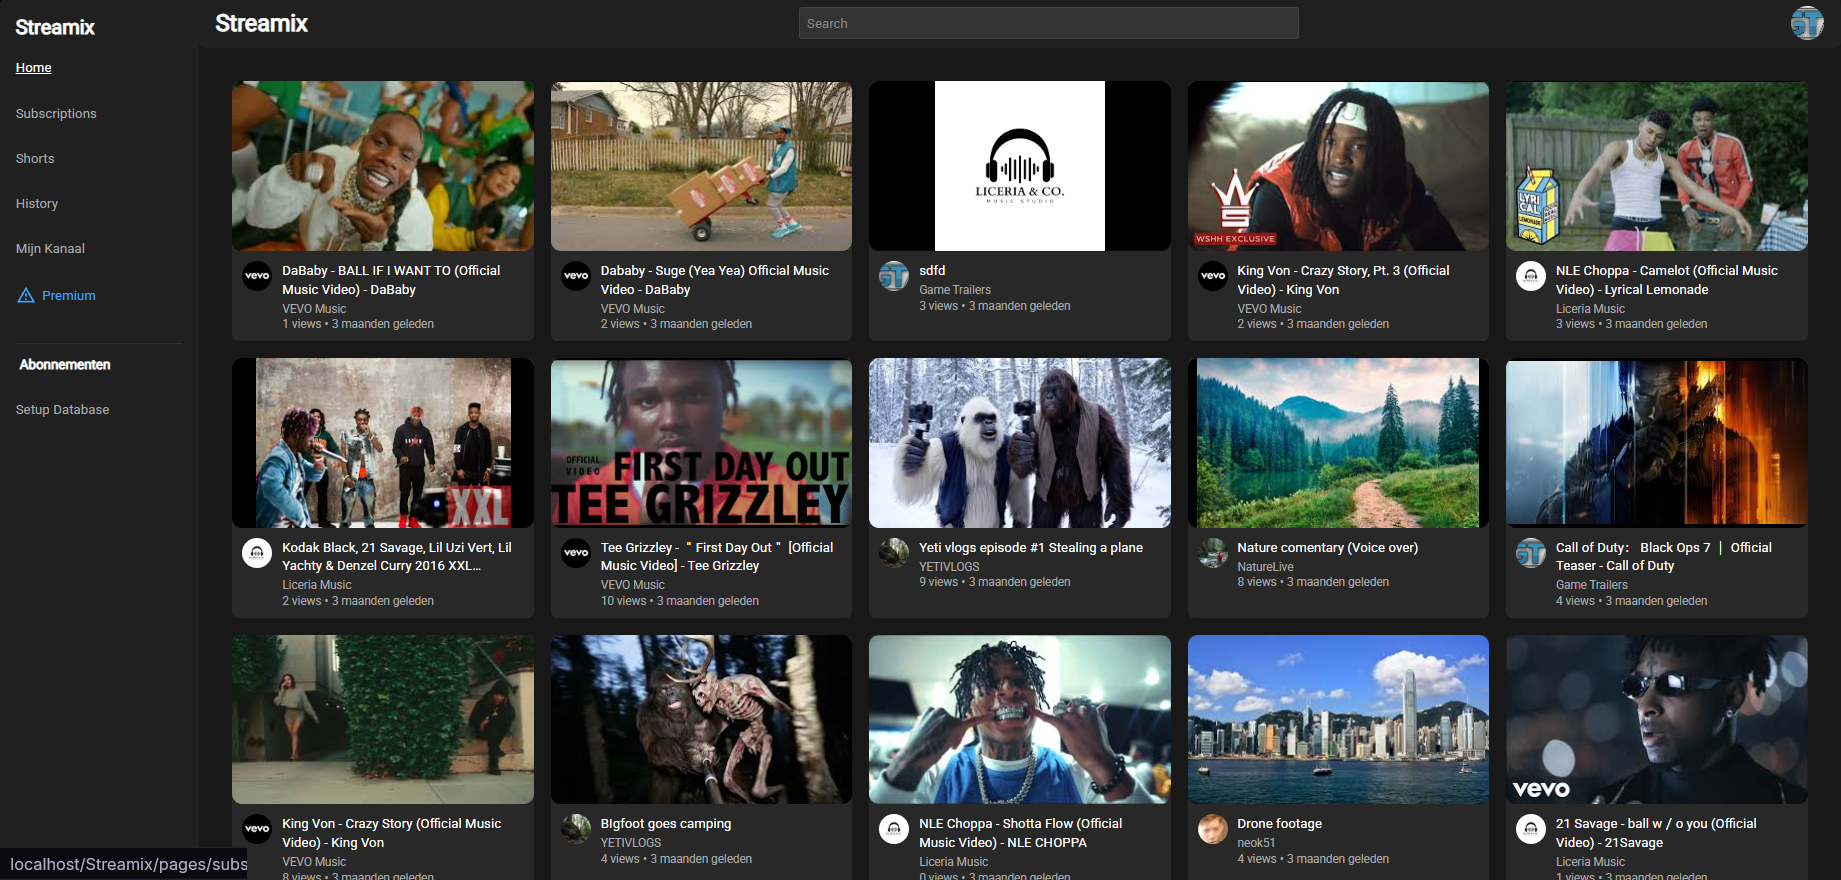 Streamix
Streamix
Search
GT
Home
Subscriptions
Shorts
History
Mijn Kanaal
Premium
Abonnementen
Setup Database
LICERIA & CO.
MUSIC STUDIO
WSHH EXCLUSIVE
LYRI
CAL
LEMONADE
vevo
DaBaby - BALL IF I WANT TO (Official
Music Video) - DaBaby
VEVO Music
1 views • 3 maanden geleden
vevo
Dababy - Suge (Yea Yea) Official Music
Video - DaBaby
VEVO Music
2 views • 3 maanden geleden
GT
sdfd
Game Trailers
3 views • 3 maanden geleden
vevo
King Von - Crazy Story, Pt. 3 (Official
Video) - King Von
VEVO Music
2 views • 3 maanden geleden
NLE Choppa - Camelot (Official Music
Video) - Lyrical Lemonade
Liceria Music
3 views • 3 maanden geleden
XXL
OFFICIAL
VIDEO
FIRST DAY OUT
TEE GRIZZLEY
Kodak Black, 21 Savage, Lil Uzi Vert, Lil
Yachty & Denzel Curry 2016 XXL...
Liceria Music
2 views • 3 maanden geleden
vevo
Tee Grizzley - ＂First Day Out＂ [Official
Music Video] - Tee Grizzley
VEVO Music
10 views • 3 maanden geleden
Yeti vlogs episode #1 Stealing a plane
YETIVLOGS
9 views • 3 maanden geleden
Nature comentary (Voice over)
NatureLive
8 views • 3 maanden geleden
GT
Call of Duty： Black Ops 7 ｜ Official
Teaser - Call of Duty
Game Trailers
4 views • 3 maanden geleden
vevo
vevo
King Von - Crazy Story (Official Music
Video) - King Von
VEVO Music
8 views • 3 maanden geleden
BIgfoot goes camping
YETIVLOGS
4 views • 3 maanden geleden
NLE Choppa - Shotta Flow (Official
Music Video) - NLE CHOPPA
Liceria Music
0 views • 3 maanden geleden
Drone footage
neok51
4 views • 3 maanden geleden
21 Savage - ball w / o you (Official
Video) - 21Savage
Liceria Music
1 views • 3 maanden geleden
localhost/Streamix/pages/subs